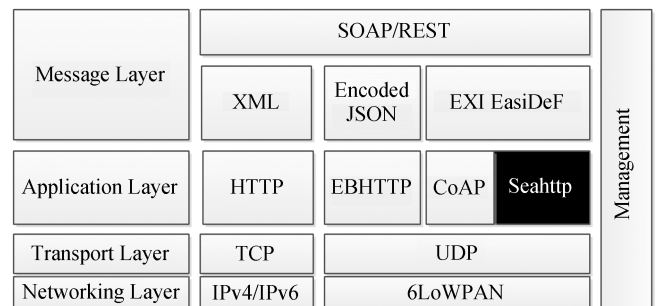 SOAP/REST
Message Layer
XML
Encoded
JSON
EXI EasiDeF
Application Layer
HTTP
EBHTTP
CoAP
Seahttp
Transport Layer
TCP
UDP
Networking Layer
IPv4/IPv6
6LoWPAN
Management